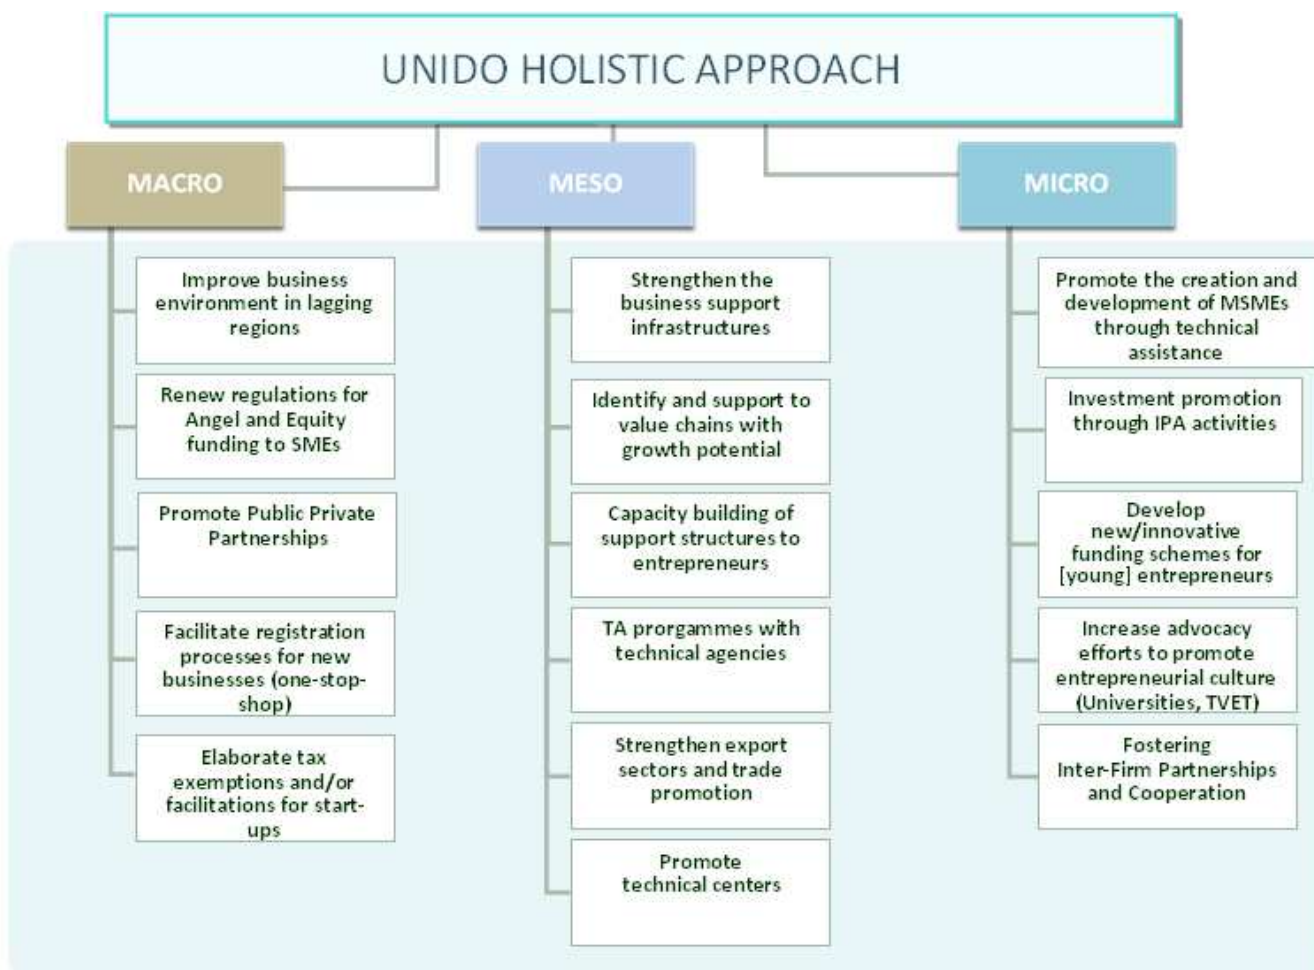 UNIDO HOLISTIC APPROACH
MACRO
Improve business
environment in lagging
regions
Renew regulations for
Angel and Equity
funding to SMEs
Promote Public Private
Partnerships
Facilitate registration
processes for new
businesses (one-stop-
shop)
Elaborate tax
exemptions and/or
facilitations for start-
ups
MESO
Strengthen the
business support
infrastructures
Identify and support to
value chains with
growth potential
Capacity building of
support structures to
entrepreneurs
TA prorgammes with
technical agencies
Strengthen export
sectors and trade
promotion
Promote
technical centers
MICRO
Promote the creation and
development of MSMEs
through technical
assistance
Investment promotion
through IPA activities
Develop
new/innovative
funding schemes for
[young] entrepreneurs
Increase advocacy
efforts to promote
entrepreneurial culture
(Universities, TVET)
Fostering
Inter-Firm Partnerships
and Cooperation